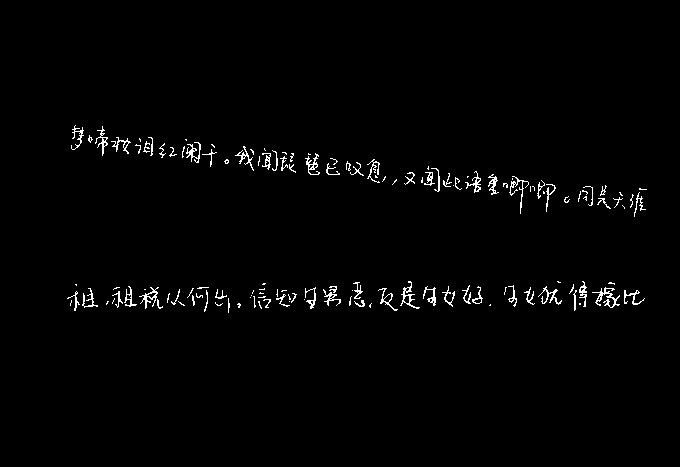 梦啼妆泪红阑干。我闻琵琶已叹息,,又闻此语重唧唧。同是天涯
租,租税从何出,信知生男恶,反是生女好.生女犹得嫁比